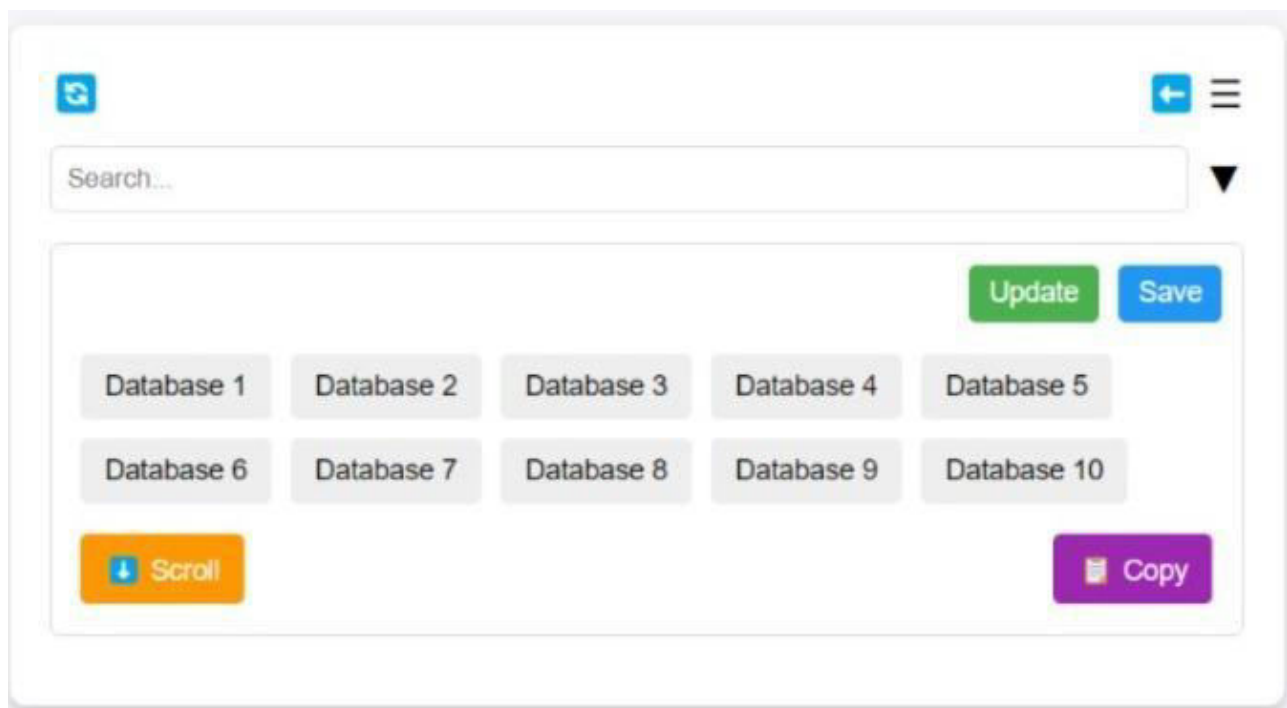 Search...
Update Save
Database 1 Database 2 Database 3 Database 4 Database 5
Database 6 Database 7 Database 8 Database 9 Database 10
Scroll Copy